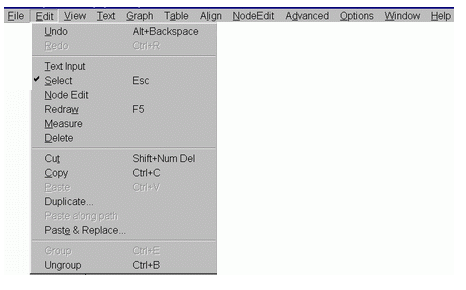 File Edit View Text Graph Table Align NodeEdit Advanced Options Window Help
Undo Alt+Backspace
Redo Ctrl+R
Text Input
Select Esc
Node Edit
Redraw F5
Measure
Delete
Cut Shift+Num Del
Copy Ctrl+C
Paste Ctrl+V
Duplicate...
Paste along path
Paste & Replace...
Group Ctrl+E
Ungroup Ctrl+B